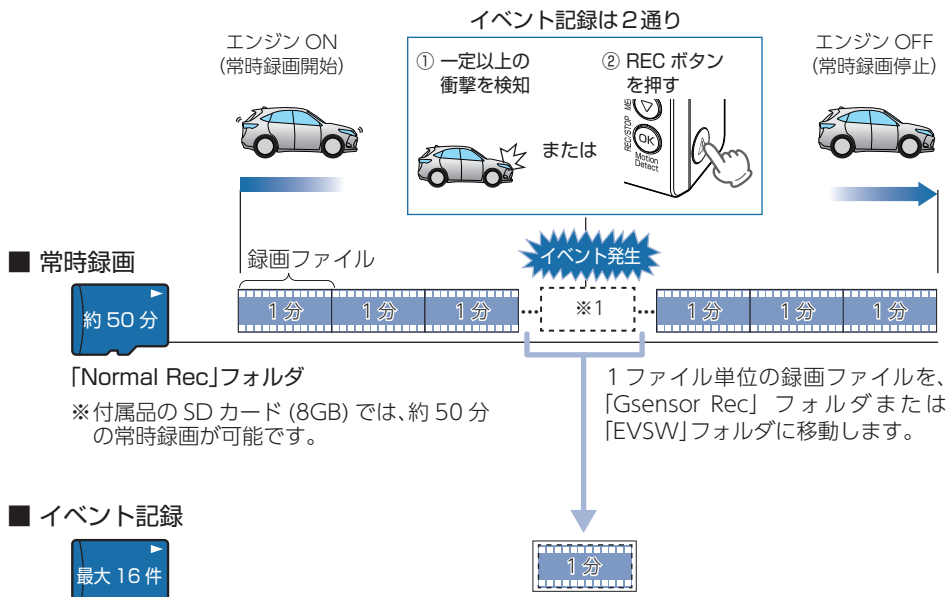 イベント記録は２通り
エンジン ON
(常時録画開始)
① 一定以上の
衝撃を検知
または
② REC ボタン
を押す
REC/STOP
OK
Motion
Detect
エンジン OFF
(常時録画停止)
イベント発生
■ 常時録画
録画ファイル
約 50 分
1 分
1 分
1 分
※1
1 分
1 分
1 分
「Normal Rec」フォルダ
※付属品の SD カード (8GB) では、約 50 分
の常時録画が可能です。
1 ファイル単位の録画ファイルを、
「Gsensor Rec」 フォルダまたは
「EVSW」フォルダに移動します。
■ イベント記録
最大 16 件
1 分